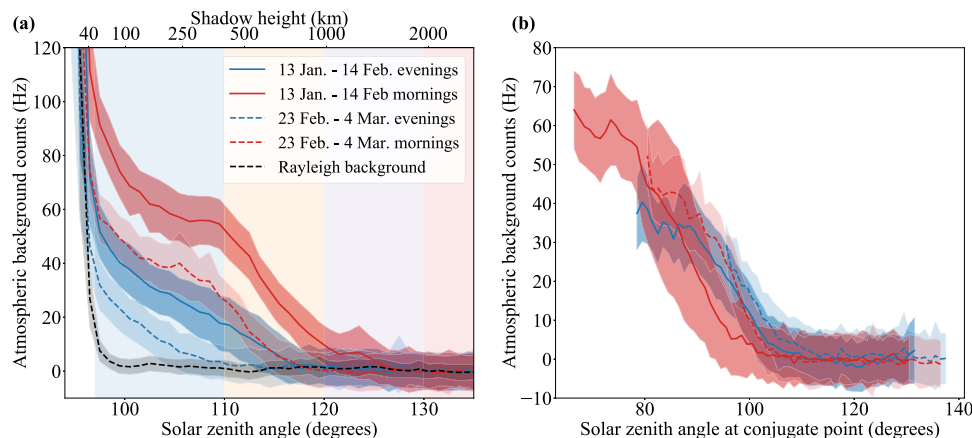 (a)
Shadow height (km)
40 100 250 500 1000 2000
120
100
80
60
40
20
0
Atmospheric background counts (Hz)
13 Jan. - 14 Feb. evenings
13 Jan. - 14 Feb mornings
23 Feb. - 4 Mar. evenings
23 Feb. - 4 Mar. mornings
Rayleigh background
100 110 120 130
Solar zenith angle (degrees)
(b)
80
70
60
50
40
30
20
10
0
−10
Atmospheric background counts (Hz)
80 100 120 140
Solar zenith angle at conjugate point (degrees)